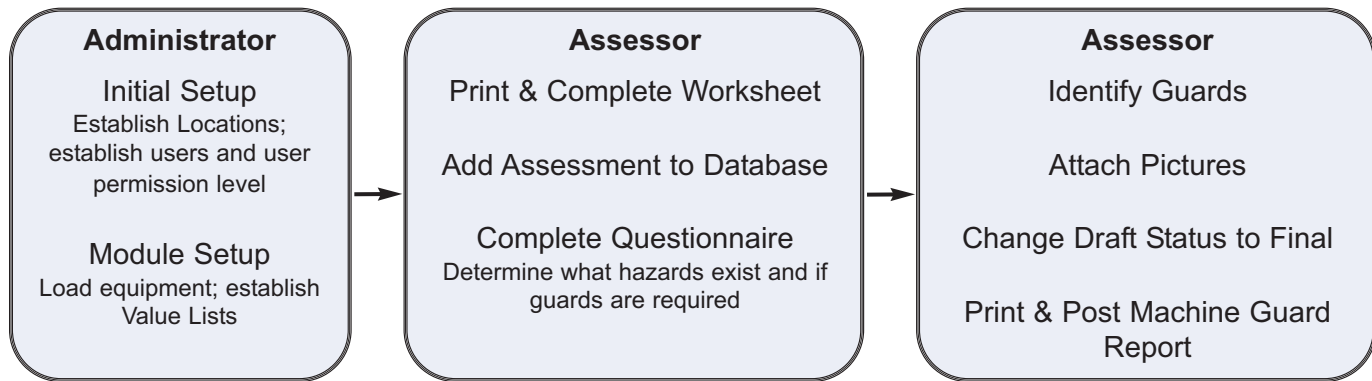 Administrator
Initial Setup
Establish Locations;
establish users and user
permission level
Module Setup
Load equipment; establish
Value Lists
Assessor
Print & Complete Worksheet
Add Assessment to Database
Complete Questionnaire
Determine what hazards exist and if
guards are required
Assessor
Identify Guards
Attach Pictures
Change Draft Status to Final
Print & Post Machine Guard
Report